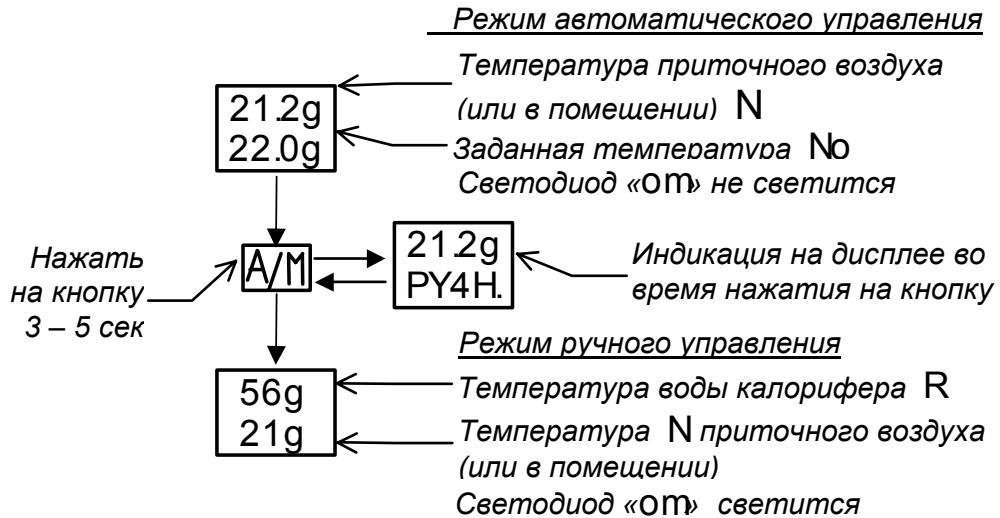 Режим автоматического управления
Температура приточного воздуха
(или в помещении) N
21.2g
22.0g
Заданная температура No
Светодиод «om» не светится
Нажать
на кнопку
3 – 5 сек
A/M
21.2g
PY4H.
Индикация на дисплее во
время нажатия на кнопку
Режим ручного управления
56g
21g
Температура воды калорифера R
Температура N приточного воздуха
(или в помещении)
Светодиод «om» светится